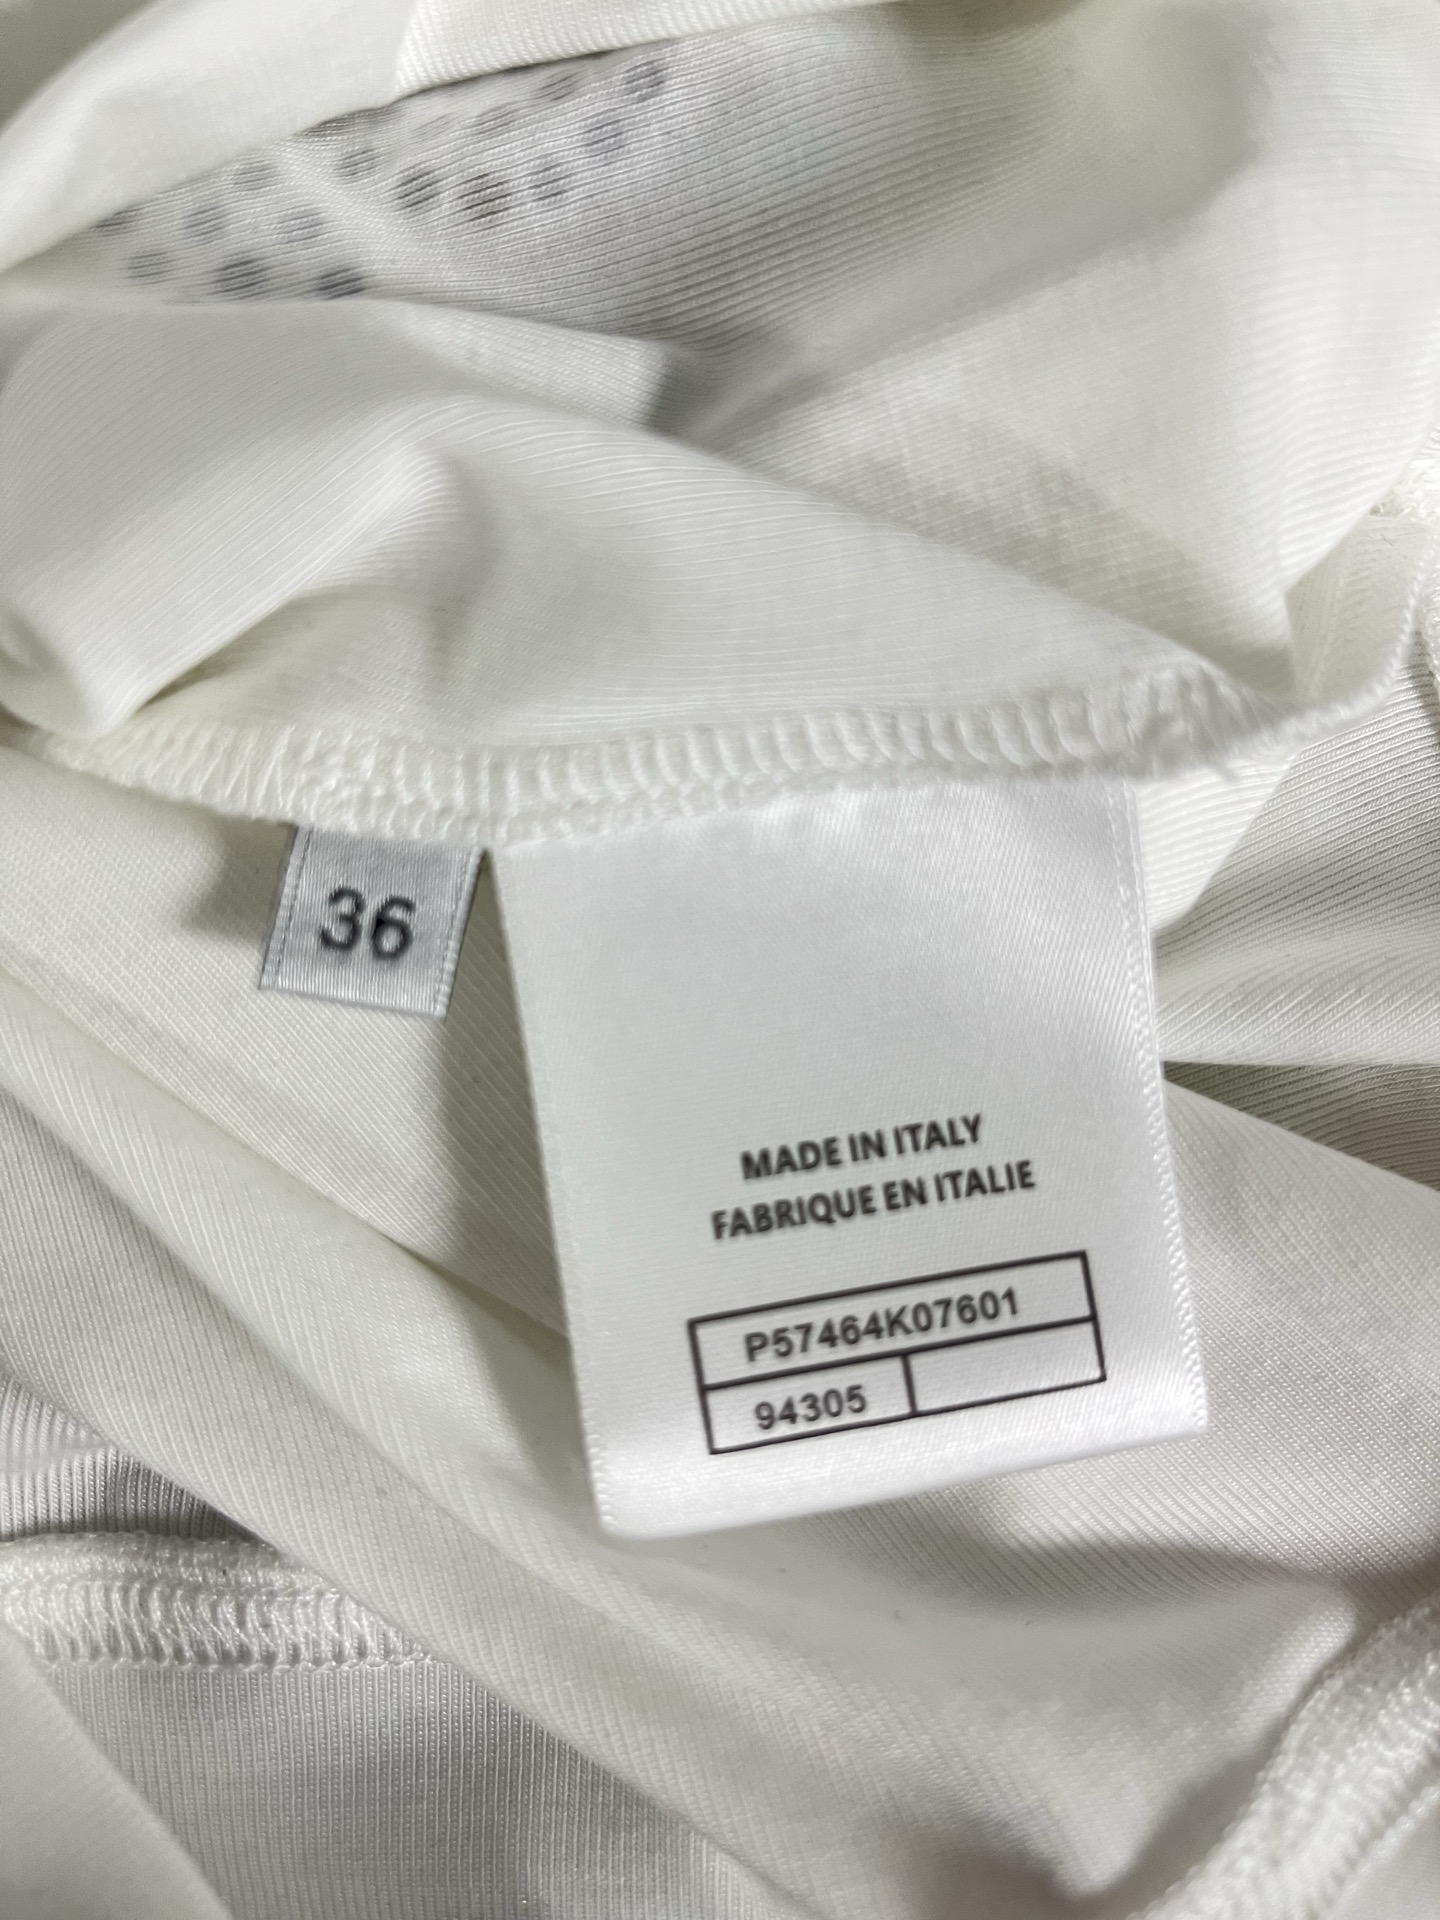 36
MADE IN ITALY
FABRIQUE EN ITALIE
P57464K07601
94305